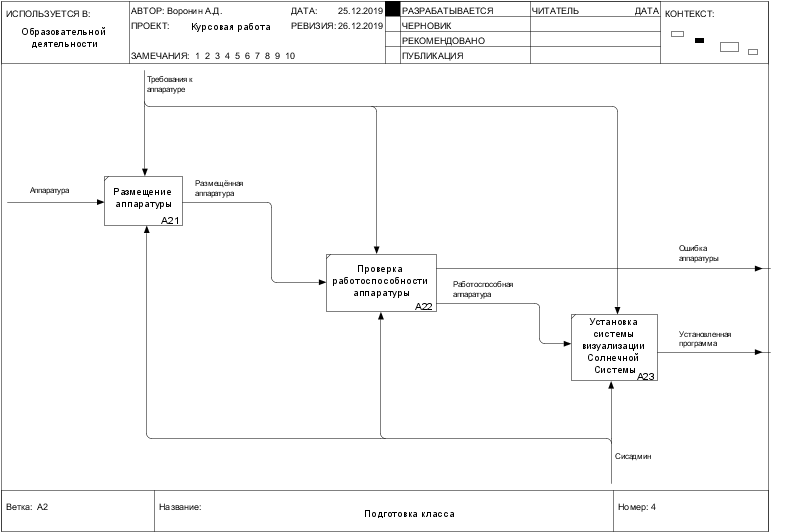 ИСПОЛЬЗУЕТСЯ В:
Образовательной
деятельности
АВТОР: Воронин А.Д.
ДАТА: 25.12.2019
ПРОЕКТ: Курсовая работа
РЕВИЗИЯ: 26.12.2019
ЗАМЕЧАНИЯ: 1 2 3 4 5 6 7 8 9 10
РАЗРАБАТЫВАЕТСЯ
ЧЕРНОВИК
РЕКОМЕНДОВАНО
ПУБЛИКАЦИЯ
ЧИТАТЕЛЬ ДАТА
КОНТЕКСТ:
Требования к
аппаратуре
Аппаратура
Размещение
аппаратуры
A21
Размещённая
аппаратура
Проверка
работоспособности
аппаратуры
A22
Ошибка
аппаратуры
Работоспособная
аппаратура
Установка
системы
визуализации
Солнечной
Системы
A23
Установленная
программа
Сисадмин
Ветка: A2
Название: Подготовка класса
Номер: 4